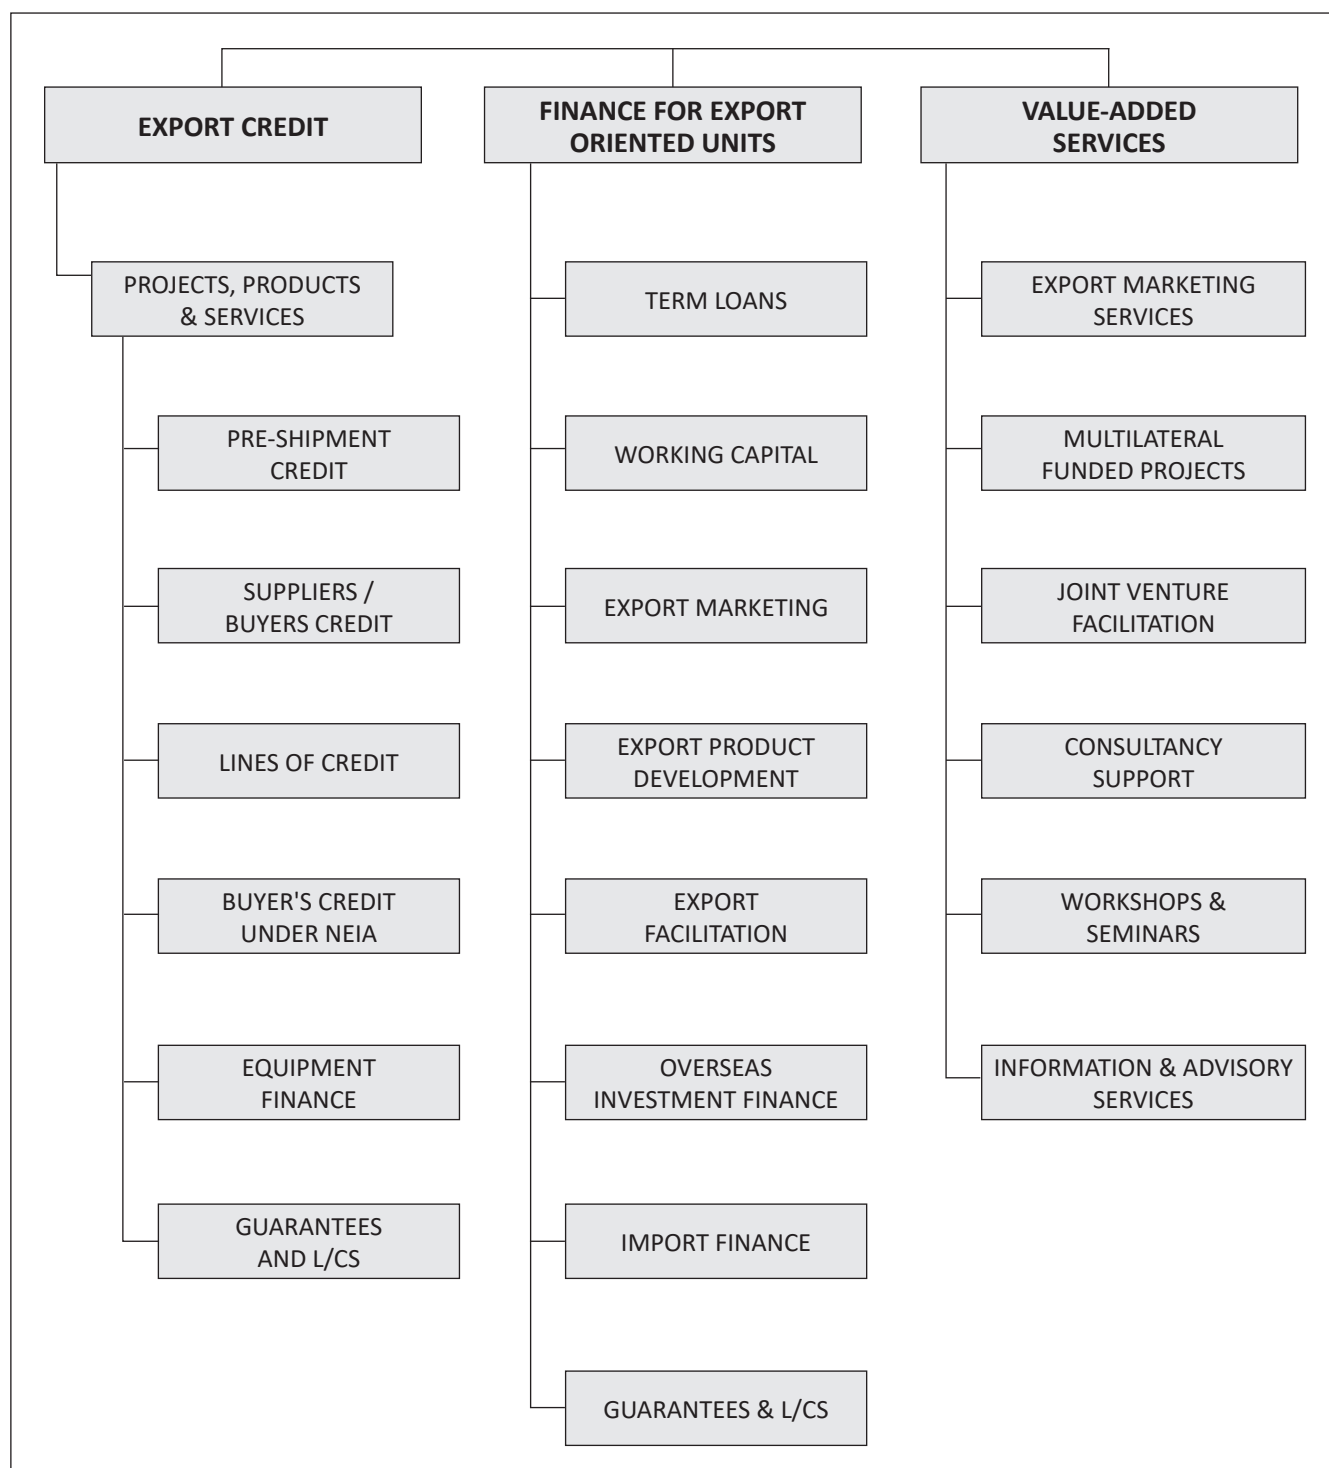 EXPORT CREDIT
PROJECTS, PRODUCTS
& SERVICES
PRE-SHIPMENT
CREDIT
SUPPLIERS /
BUYERS CREDIT
LINES OF CREDIT
BUYER'S CREDIT
UNDER NEIA
EQUIPMENT
FINANCE
GUARANTEES
AND L/CS
FINANCE FOR EXPORT
ORIENTED UNITS
TERM LOANS
WORKING CAPITAL
EXPORT MARKETING
EXPORT PRODUCT
DEVELOPMENT
EXPORT
FACILITATION
OVERSEAS
INVESTMENT FINANCE
IMPORT FINANCE
GUARANTEES & L/CS
VALUE-ADDED
SERVICES
EXPORT MARKETING
SERVICES
MULTILATERAL
FUNDED PROJECTS
JOINT VENTURE
FACILITATION
CONSULTANCY
SUPPORT
WORKSHOPS &
SEMINARS
INFORMATION & ADVISORY
SERVICES